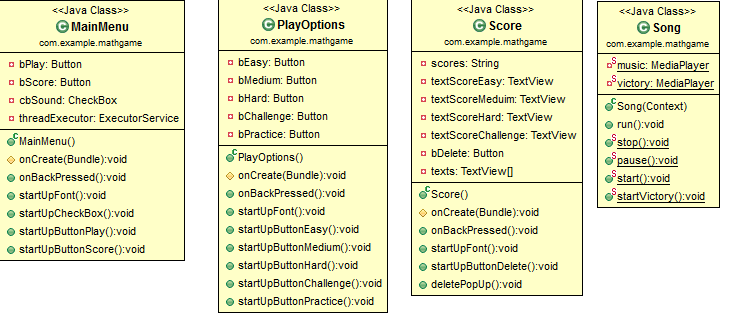 <<Java Class>>
MainMenu
com.example.mathgame
bPlay: Button
bScore: Button
cbSound: CheckBox
threadExecutor: ExecutorService
MainMenu()
onCreate(Bundle):void
onBackPressed():void
startUpFont():void
startUpCheckBox():void
startUpButtonPlay():void
startUpButtonScore():void
<<Java Class>>
PlayOptions
com.example.mathgame
bEasy: Button
bMedium: Button
bHard: Button
bChallenge: Button
bPractice: Button
PlayOptions()
onCreate(Bundle):void
onBackPressed():void
startUpFont():void
startUpButtonEasy():void
startUpButtonMedium():void
startUpButtonHard():void
startUpButtonChallenge():void
startUpButtonPractice():void
<<Java Class>>
Score
com.example.mathgame
scores: String
textScoreEasy: TextView
textScoreMeduim: TextView
textScoreHard: TextView
textScoreChallenge: TextView
bDelete: Button
texts: TextView[]
Score()
onCreate(Bundle):void
onBackPressed():void
startUpFont():void
startUpButtonDelete():void
deletePopUp():void
<<Java Class>>
Song
com.example.mathgame
music: MediaPlayer
victory: MediaPlayer
Song(Context)
run():void
stop():void
pause():void
start():void
startVictory():void